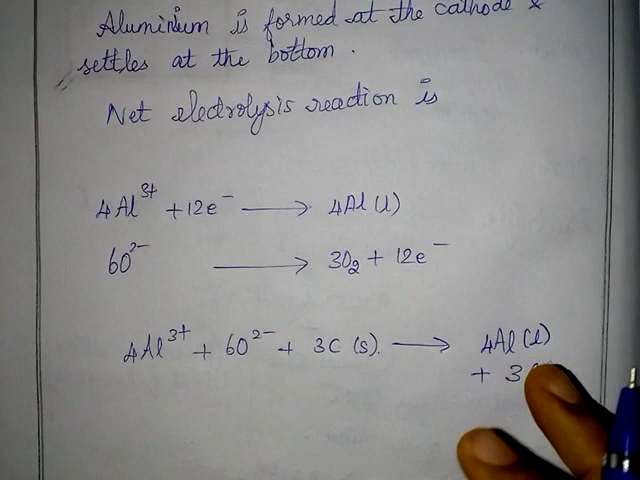 Aluminium is formed at the cathode &
settles at the bottom.
Net electrolysis reaction is
4Al³⁺ + 12e⁻ ⟶ 4Al (l)
6O²⁻ ⟶ 3O₂ + 12e⁻
4Al³⁺ + 6O²⁻ + 3C (s). ⟶ 4Al (l)
+ 3